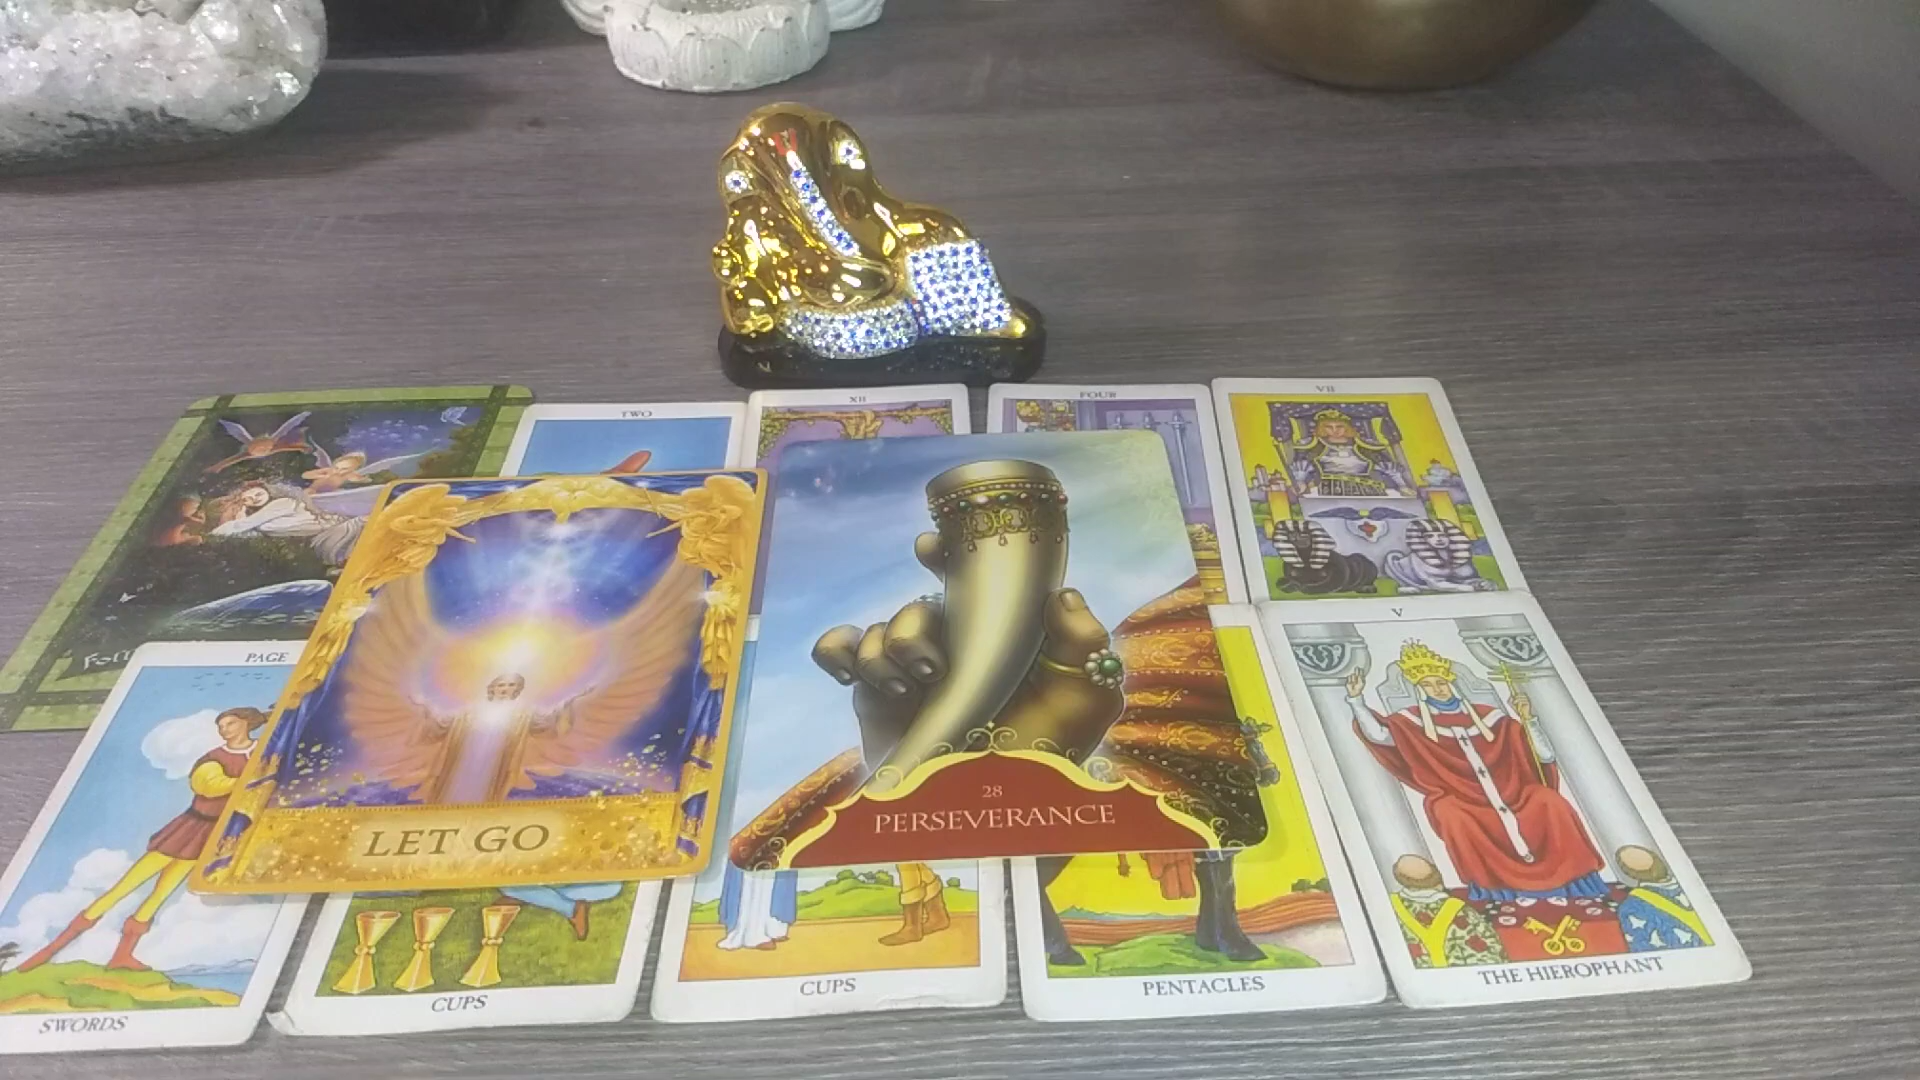 TWO
XII
FOUR
VII
PAGE
V
LET GO
28
PERSEVERANCE
SWORDS
CUPS
CUPS
PENTACLES
THE HIEROPHANT